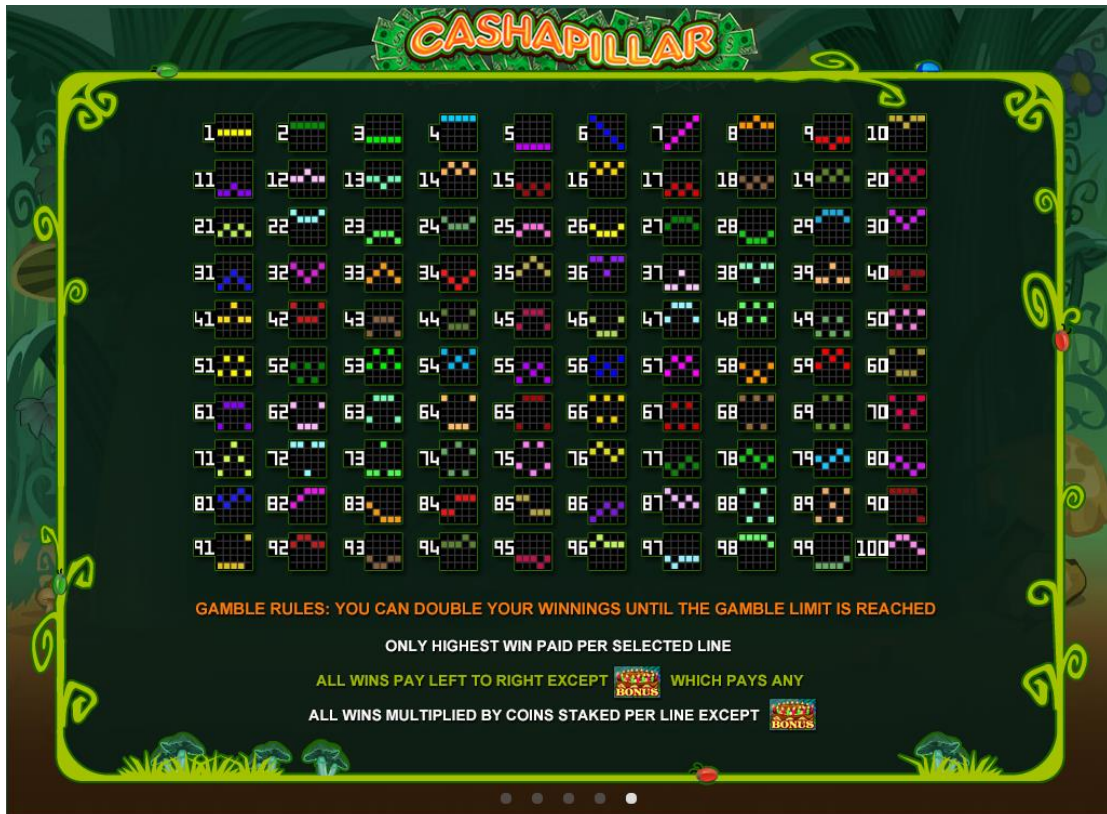 CASHAPILLAR
1 2 3 4 5 6 7 8 9 10
11 12 13 14 15 16 17 18 19 20
21 22 23 24 25 26 27 28 29 30
31 32 33 34 35 36 37 38 39 40
41 42 43 44 45 46 47 48 49 50
51 52 53 54 55 56 57 58 59 60
61 62 63 64 65 66 67 68 69 70
71 72 73 74 75 76 77 78 79 80
81 82 83 84 85 86 87 88 89 90
91 92 93 94 95 96 97 98 99 100
GAMBLE RULES: YOU CAN DOUBLE YOUR WINNINGS UNTIL THE GAMBLE LIMIT IS REACHED
ONLY HIGHEST WIN PAID PER SELECTED LINE
ALL WINS PAY LEFT TO RIGHT EXCEPT BONUS WHICH PAYS ANY
ALL WINS MULTIPLIED BY COINS STAKED PER LINE EXCEPT BONUS